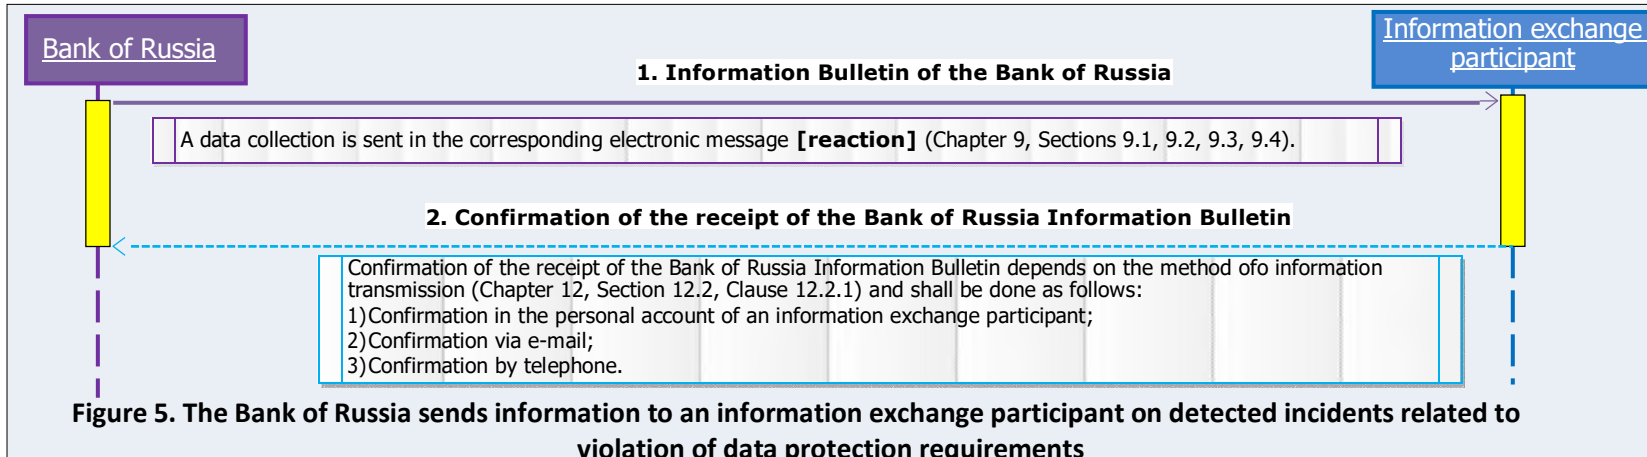 Bank of Russia
Information exchange
participant
1. Information Bulletin of the Bank of Russia
A data collection is sent in the corresponding electronic message [reaction] (Chapter 9, Sections 9.1, 9.2, 9.3, 9.4).
2. Confirmation of the receipt of the Bank of Russia Information Bulletin
Confirmation of the receipt of the Bank of Russia Information Bulletin depends on the method ofo information
transmission (Chapter 12, Section 12.2, Clause 12.2.1) and shall be done as follows:
1)Confirmation in the personal account of an information exchange participant;
2)Confirmation via e-mail;
3)Confirmation by telephone.
Figure 5. The Bank of Russia sends information to an information exchange participant on detected incidents related to
violation of data protection requirements